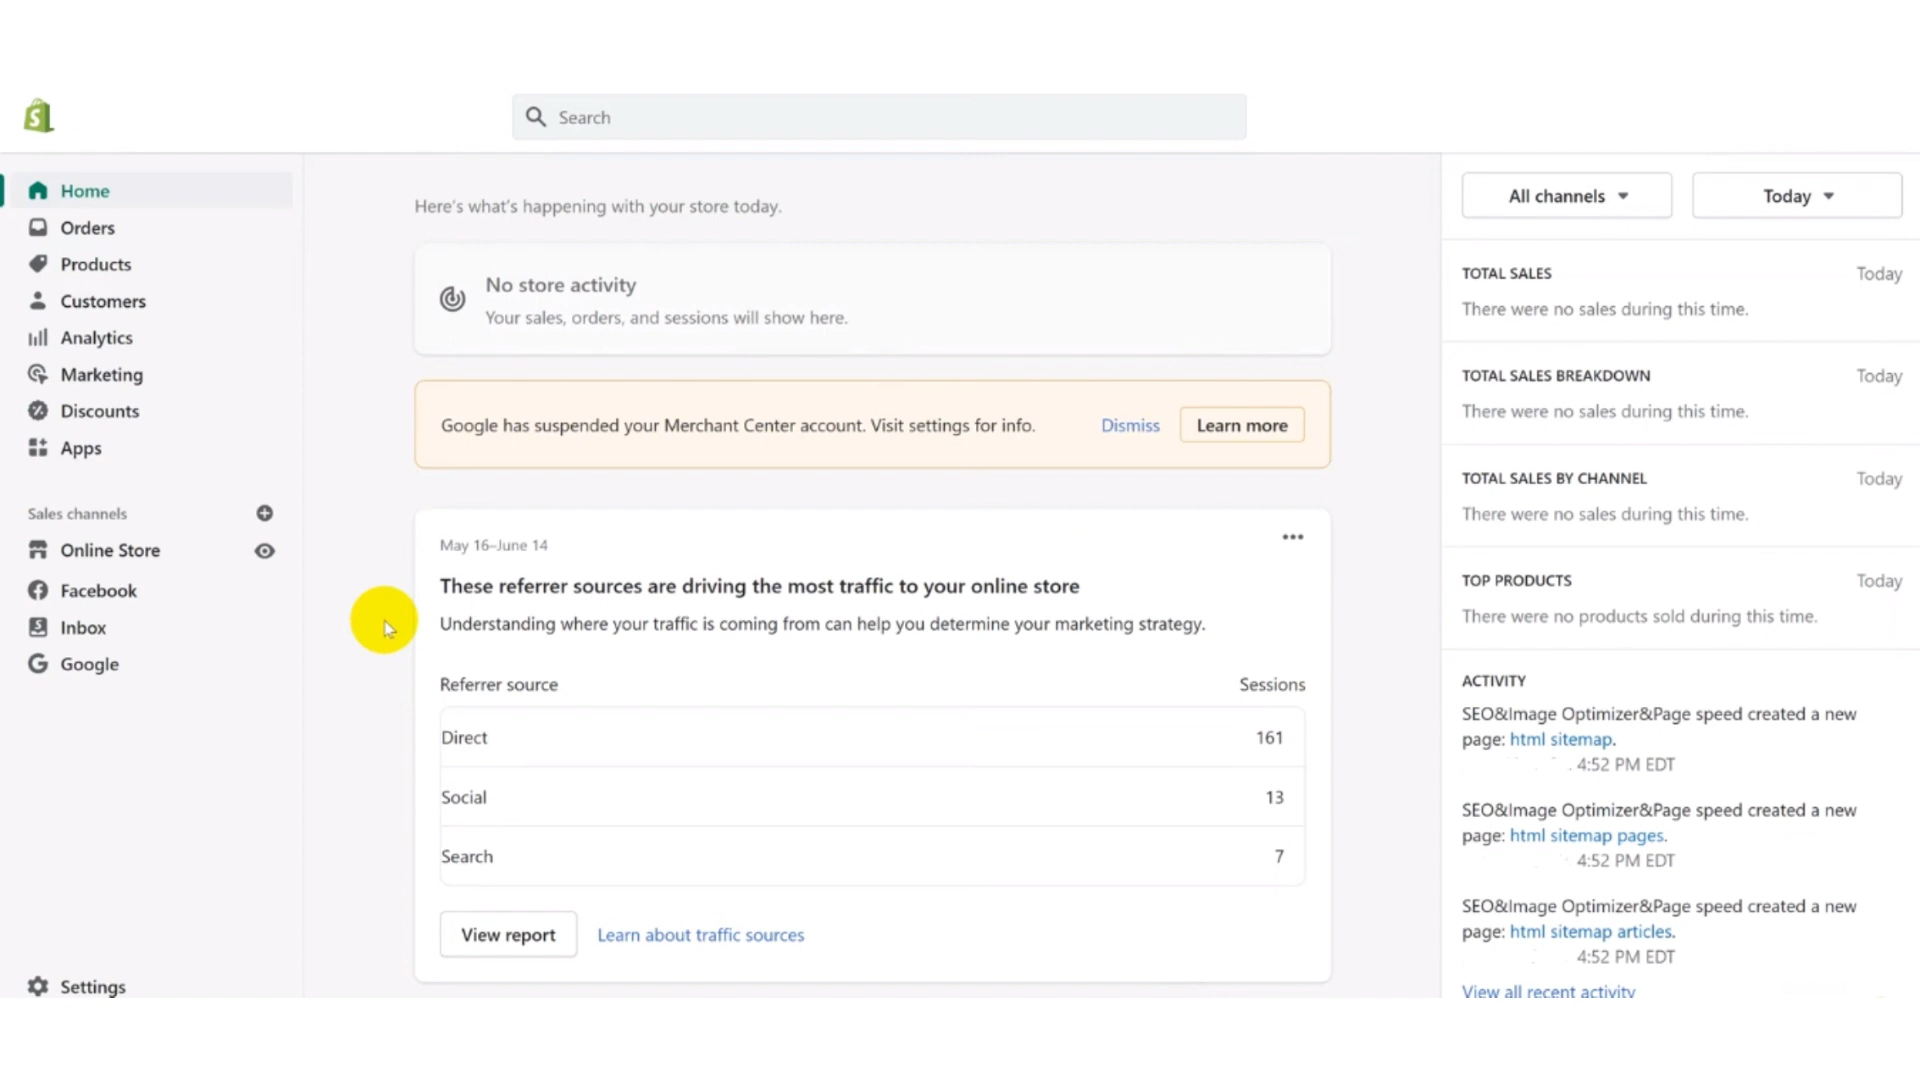 Search
Home
Orders
Products
Customers
Analytics
Marketing
Discounts
Apps
Sales channels
Online Store
Facebook
Inbox
Google
Settings
Here's what's happening with your store today.
No store activity
Your sales, orders, and sessions will show here.
Google has suspended your Merchant Center account. Visit settings for info.
Dismiss
Learn more
May 16–June 14
These referrer sources are driving the most traffic to your online store
Understanding where your traffic is coming from can help you determine your marketing strategy.
Referrer source Sessions
Direct 161
Social 13
Search 7
View report
Learn about traffic sources
All channels
Today
TOTAL SALES Today
There were no sales during this time.
TOTAL SALES BREAKDOWN Today
There were no sales during this time.
TOTAL SALES BY CHANNEL Today
There were no sales during this time.
TOP PRODUCTS Today
There were no products sold during this time.
ACTIVITY
SEO&Image Optimizer&Page speed created a new
page: html sitemap.
4:52 PM EDT
SEO&Image Optimizer&Page speed created a new
page: html sitemap pages.
4:52 PM EDT
SEO&Image Optimizer&Page speed created a new
page: html sitemap articles.
4:52 PM EDT
View all recent activity